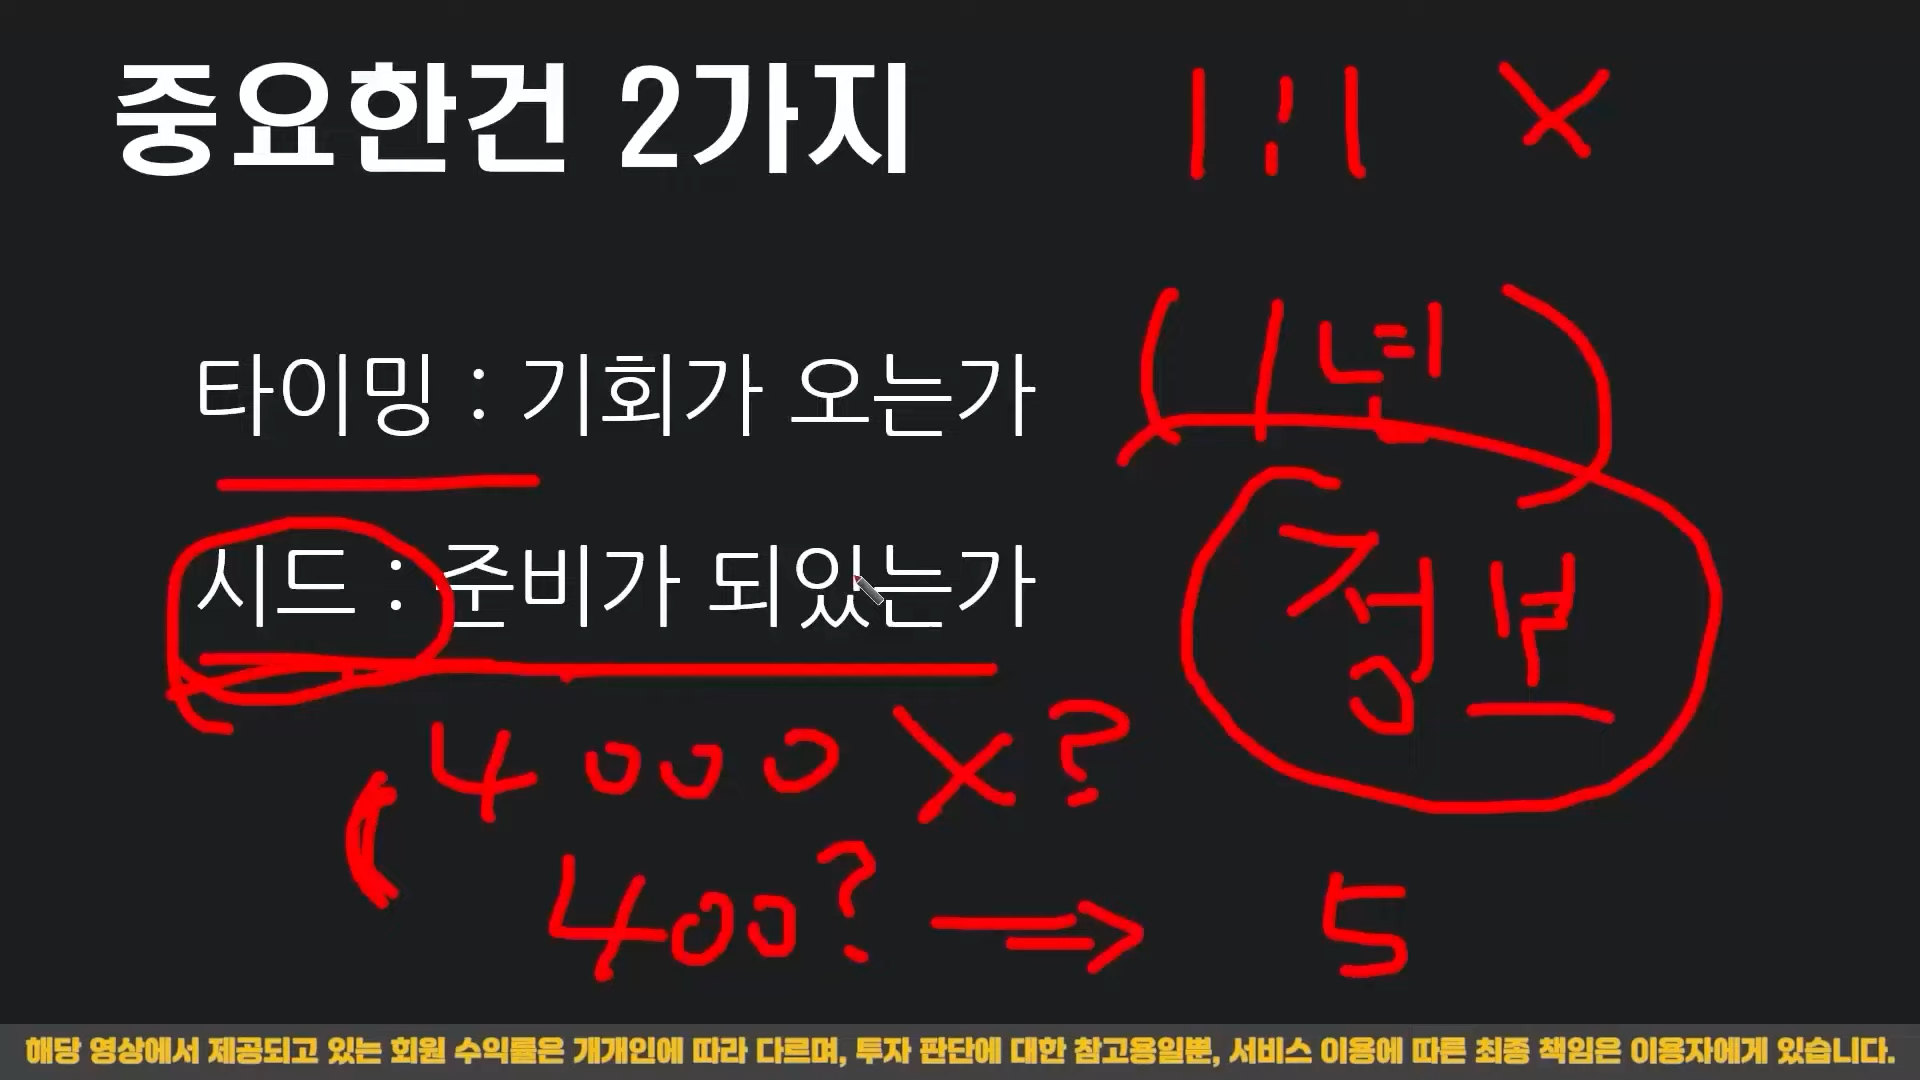 중요한건 2가지
1:1 X
타이밍 : 기회가 오는가
(1년)
시드 : 준비가 되있는가
정보
4000 X?
400? → 5
해당 영상에서 제공되고 있는 회원 수익률은 개개인에 따라 다르며, 투자 판단에 대한 참고용일뿐, 서비스 이용에 따른 최종 책임은 이용자에게 있습니다.